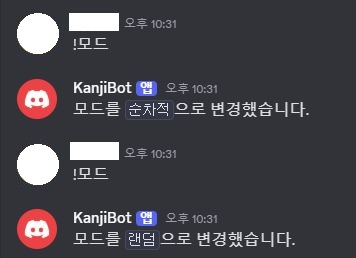 오후 10:31
!모드
KanjiBot 앱 오후 10:31
모드를 순차적으로 변경했습니다.
오후 10:31
!모드
KanjiBot 앱 오후 10:31
모드를 랜덤으로 변경했습니다.